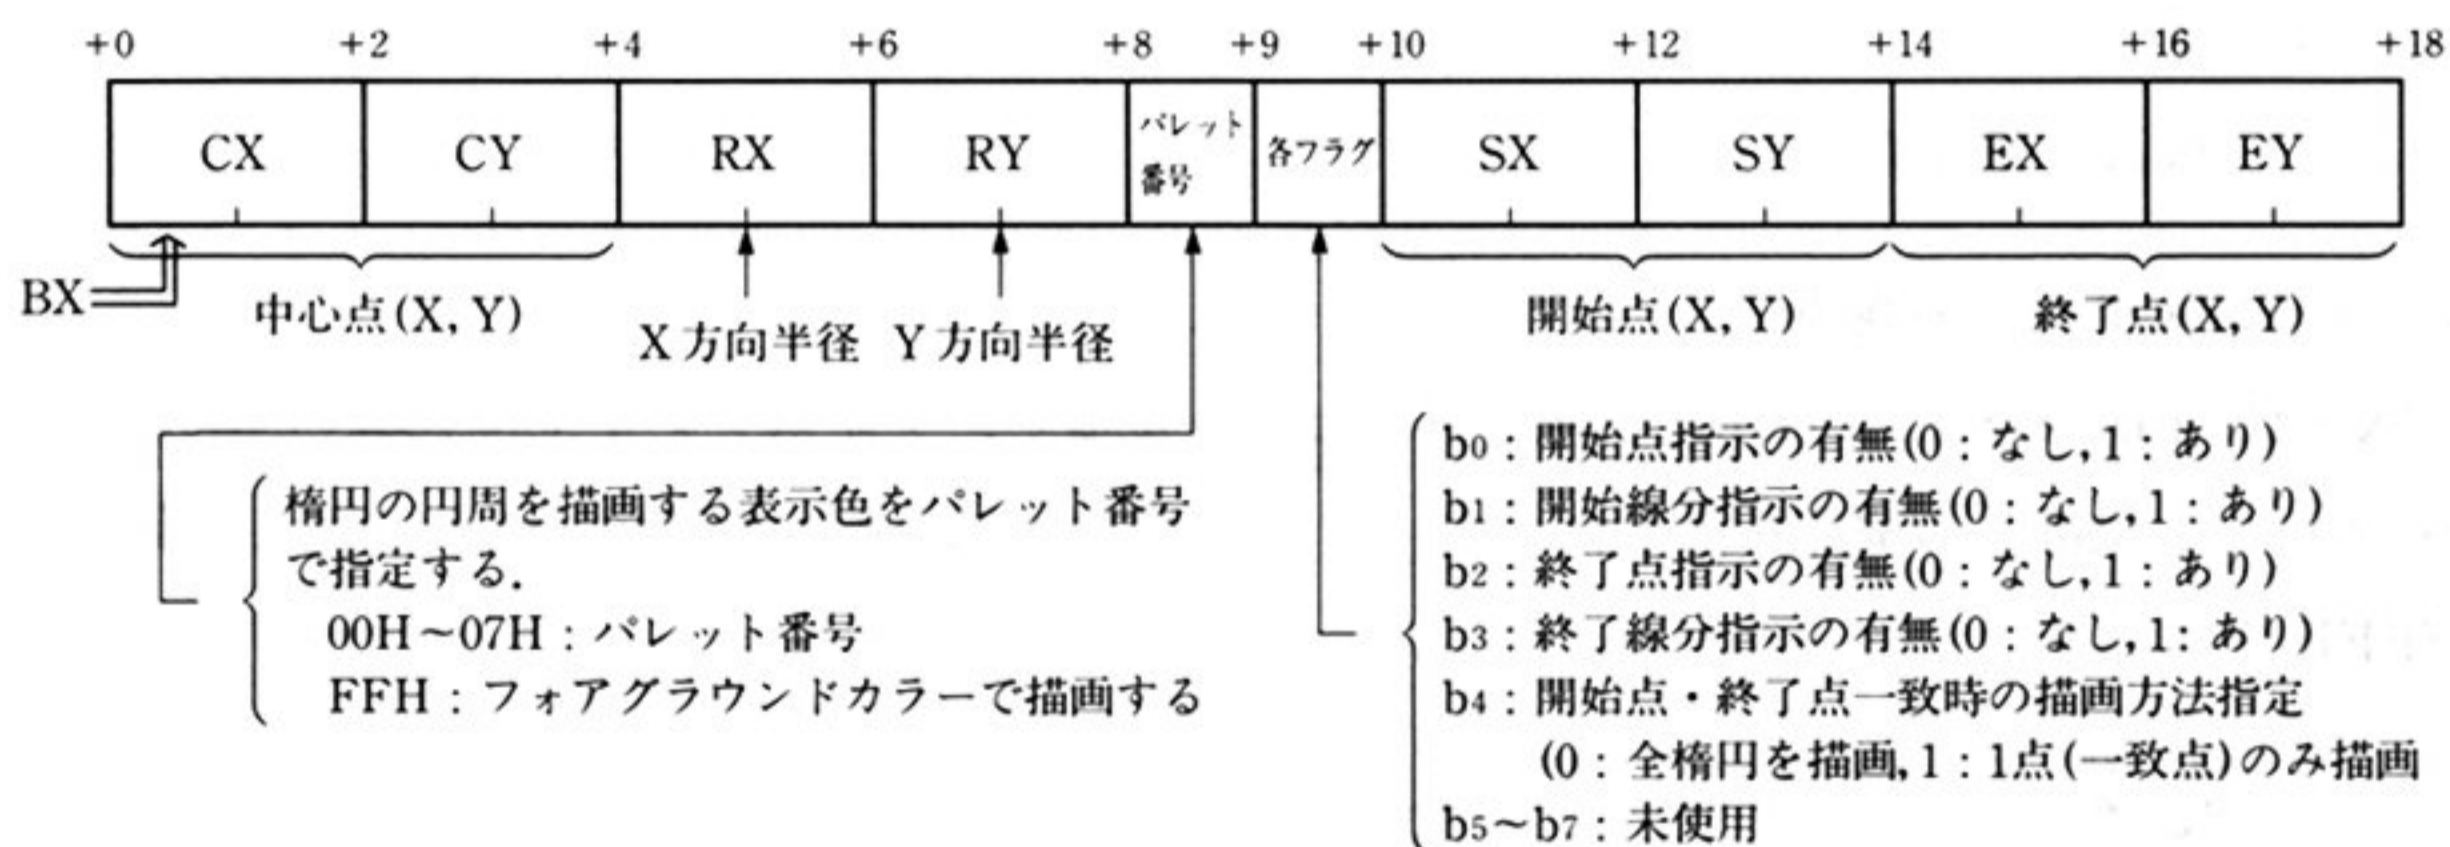 +0 +2 +4 +6 +8 +9 +10 +12 +14 +16 +18
CX CY RX RY パレット番号 各フラグ SX SY EX EY
BX
中心点(X, Y)
X方向半径 Y方向半径
開始点(X, Y)
終了点(X, Y)
楕円の円周を描画する表示色をパレット番号
で指定する.
00H~07H : パレット番号
FFH : フォアグラウンドカラーで描画する
b0 : 開始点指示の有無(0 : なし, 1 : あり)
b1 : 開始線分指示の有無(0 : なし, 1 : あり)
b2 : 終了点指示の有無(0 : なし, 1 : あり)
b3 : 終了線分指示の有無(0 : なし, 1: あり)
b4 : 開始点・終了点一致時の描画方法指定
(0 : 全楕円を描画, 1 : 1点(一致点)のみ描画
b5~b7 : 未使用